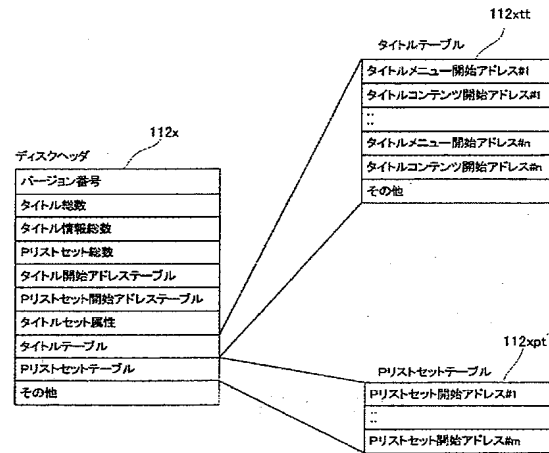 ディスクヘッダ
112x
バージョン番号
タイトル総数
タイトル情報総数
Pリストセット総数
タイトル開始アドレステーブル
Pリストセット開始アドレステーブル
タイトルセット属性
タイトルテーブル
Pリストセットテーブル
その他
112xtt
タイトルテーブル
タイトルメニュー開始アドレス#1
タイトルコンテンツ開始アドレス#1
::
タイトルメニュー開始アドレス#n
タイトルコンテンツ開始アドレス#n
その他
112xpt
Pリストセットテーブル
Pリストセット開始アドレス#1
::
Pリストセット開始アドレス#m